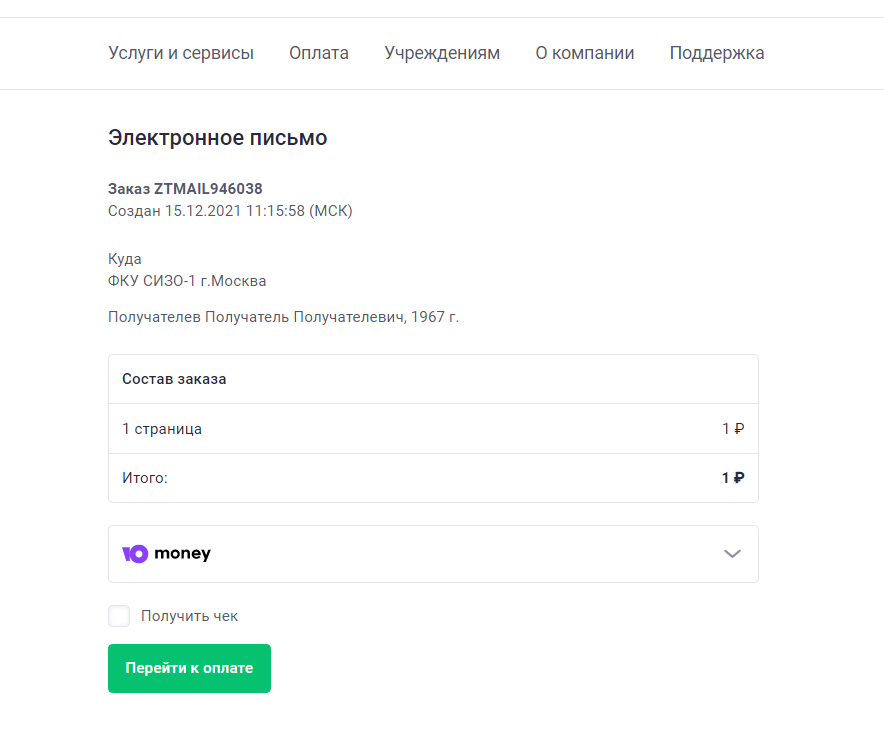 Услуги и сервисы Оплата Учреждениям О компании Поддержка
Электронное письмо
Заказ ZTMAIL946038
Создан 15.12.2021 11:15:58 (МСК)
Куда
ФКУ СИЗО-1 г.Москва
Получателев Получатель Получателевич, 1967 г.
Состав заказа
1 страница 1 ₽
Итого: 1 ₽
Ю money
Получить чек
Перейти к оплате